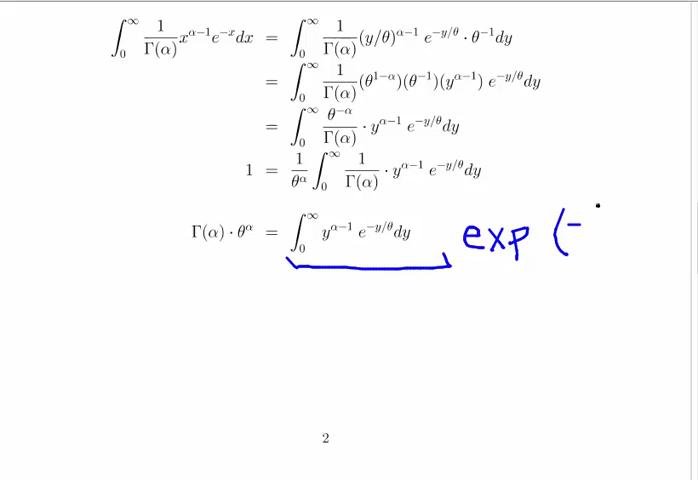 ∫₀^∞ 1/Γ(α) x^{α−1} e^{−x} dx = ∫₀^∞ 1/Γ(α) (y/θ)^{α−1} e^{−y/θ} · θ^{−1} dy
= ∫₀^∞ 1/Γ(α) (θ^{1−α})(θ^{−1})(y^{α−1}) e^{−y/θ} dy
= ∫₀^∞ θ^{−α}/Γ(α) · y^{α−1} e^{−y/θ} dy
1 = 1/θ^α ∫₀^∞ 1/Γ(α) · y^{α−1} e^{−y/θ} dy
Γ(α) · θ^α = ∫₀^∞ y^{α−1} e^{−y/θ} dy exp (-
2